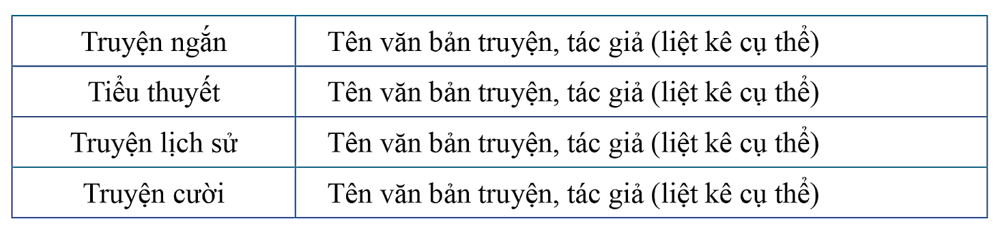 Truyện ngắn Tên văn bản truyện, tác giả (liệt kê cụ thể)
Tiểu thuyết Tên văn bản truyện, tác giả (liệt kê cụ thể)
Truyện lịch sử Tên văn bản truyện, tác giả (liệt kê cụ thể)
Truyện cười Tên văn bản truyện, tác giả (liệt kê cụ thể)